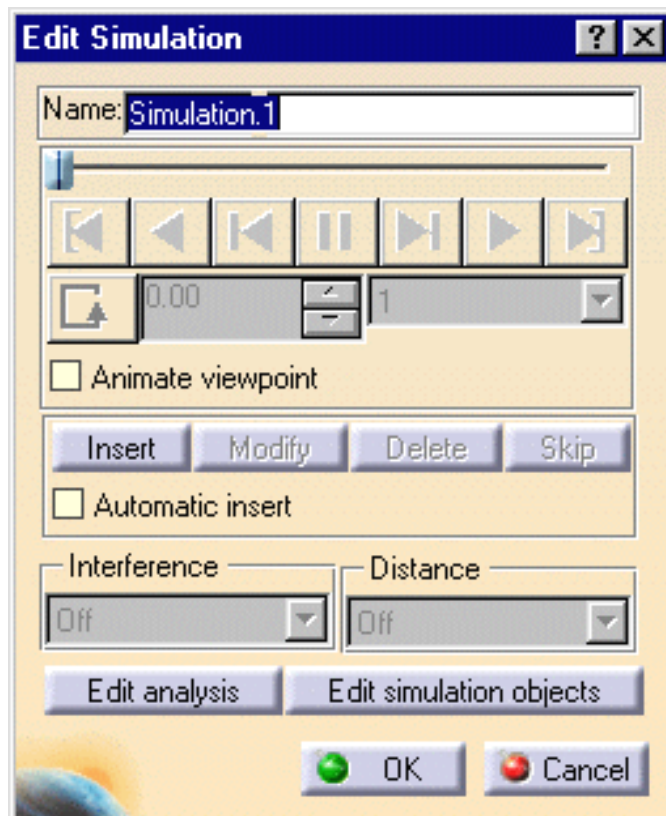 Edit Simulation ? X
Name: Simulation.1
0.00 1
Animate viewpoint
Insert Modify Delete Skip
Automatic insert
Interference Distance
Off Off
Edit analysis Edit simulation objects
OK Cancel